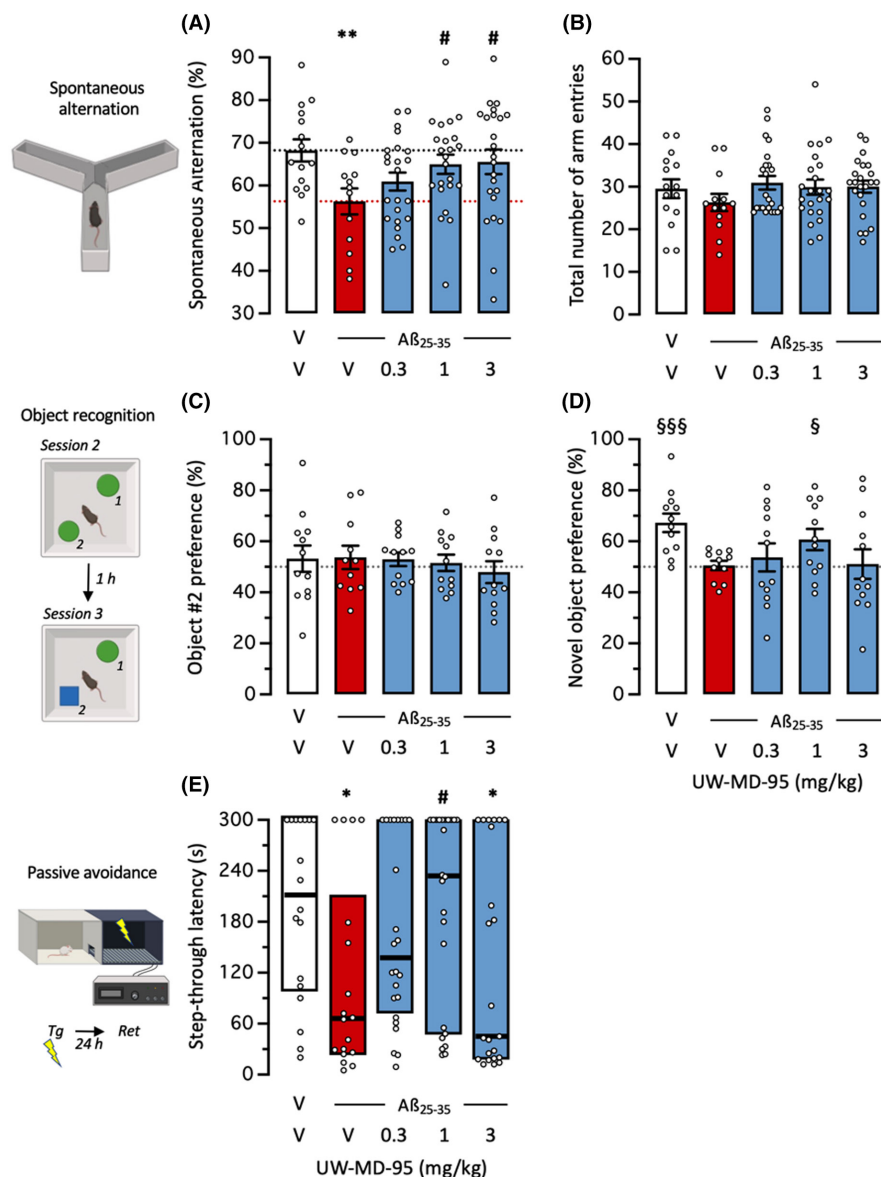 (A)
**
#
#
Spontaneous
alternation
Spontaneous Alternation (%)
90
80
70
60
50
40
30
V
Aß25-35
V
V
0.3
1
3
(B)
Total number of arm entries
60
50
40
30
20
10
0
V
Aß25-35
V
V
0.3
1
3
Object recognition
Session 2
1
2
1 h
Session 3
1
2
(C)
Object #2 preference (%)
100
80
60
40
20
0
V
Aß25-35
V
V
0.3
1
3
(D)
§§§
§
Novel object preference (%)
100
80
60
40
20
0
V
Aß25-35
V
V
0.3
1
3
UW-MD-95 (mg/kg)
(E)
*
#
*
Passive avoidance
Tg
24 h
Ret
Step-through latency (s)
300
240
180
120
60
0
V
Aß25-35
V
V
0.3
1
3
UW-MD-95 (mg/kg)